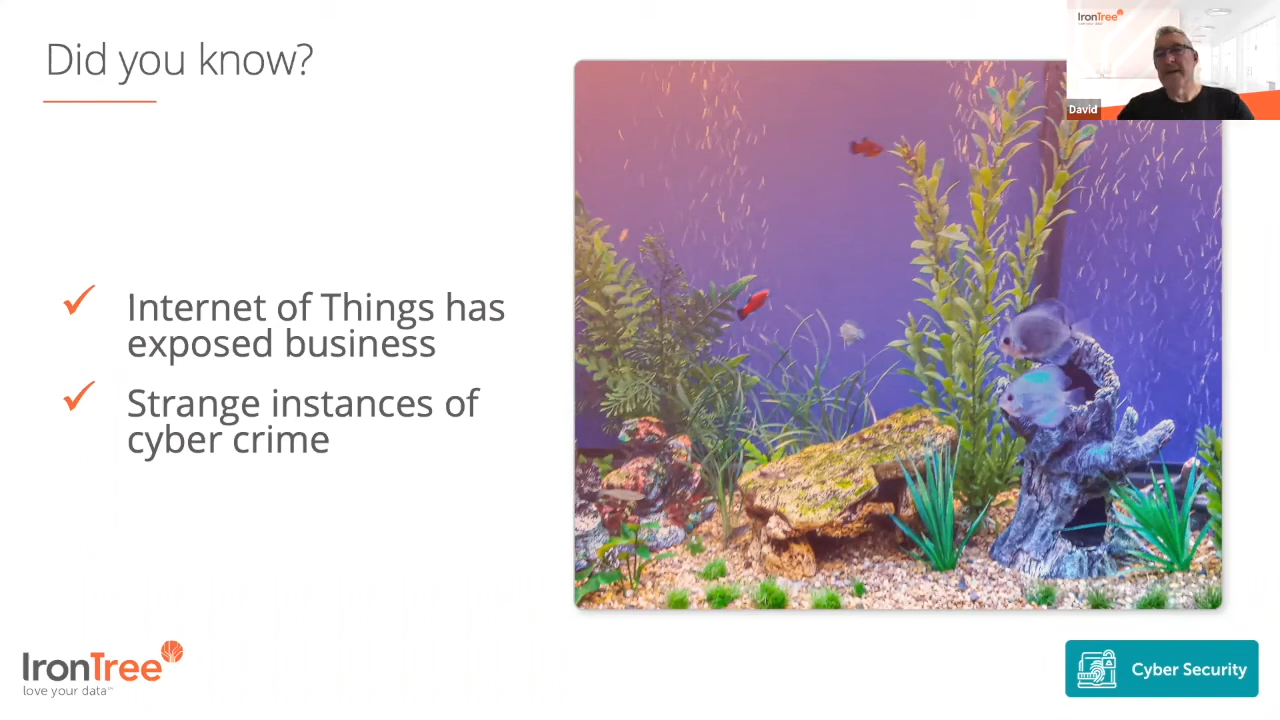 Did you know?
IronTree
David
Internet of Things has
exposed business
Strange instances of
cyber crime
IronTree
love your data
Cyber Security